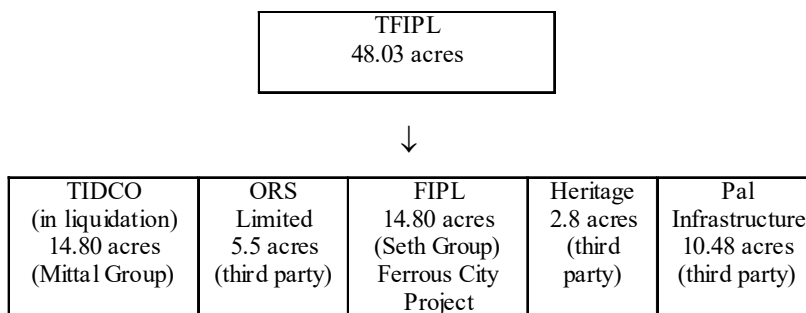 TFIPL
48.03 acres
↓
TIDCO
(in liquidation)
14.80 acres
(Mittal Group)
ORS
Limited
5.5 acres
(third party)
FIPL
14.80 acres
(Seth Group)
Ferrous City
Project
Heritage
2.8 acres
(third
party)
Pal
Infrastructure
10.48 acres
(third party)